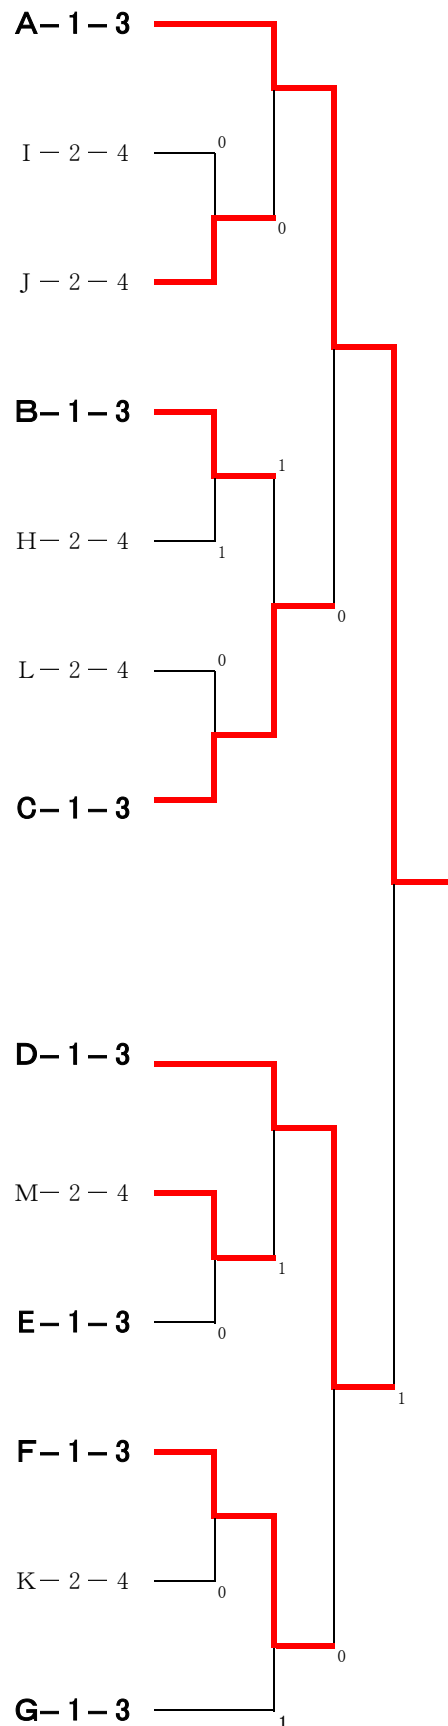 A－1－3
0
I－2－4
0
J－2－4
B－1－3
1
H－2－4
1
0
L－2－4
0
C－1－3
D－1－3
M－2－4
1
E－1－3
0
1
F－1－3
K－2－4
0
0
G－1－3
1